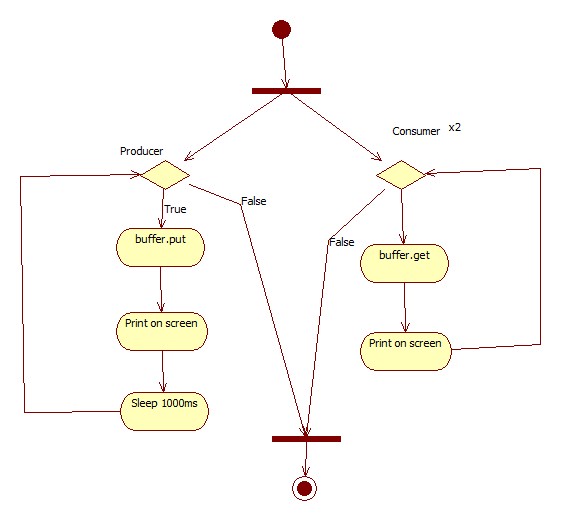 Producer
Consumer x2
True
False
False
buffer.put
buffer.get
Print on screen
Print on screen
Sleep 1000ms